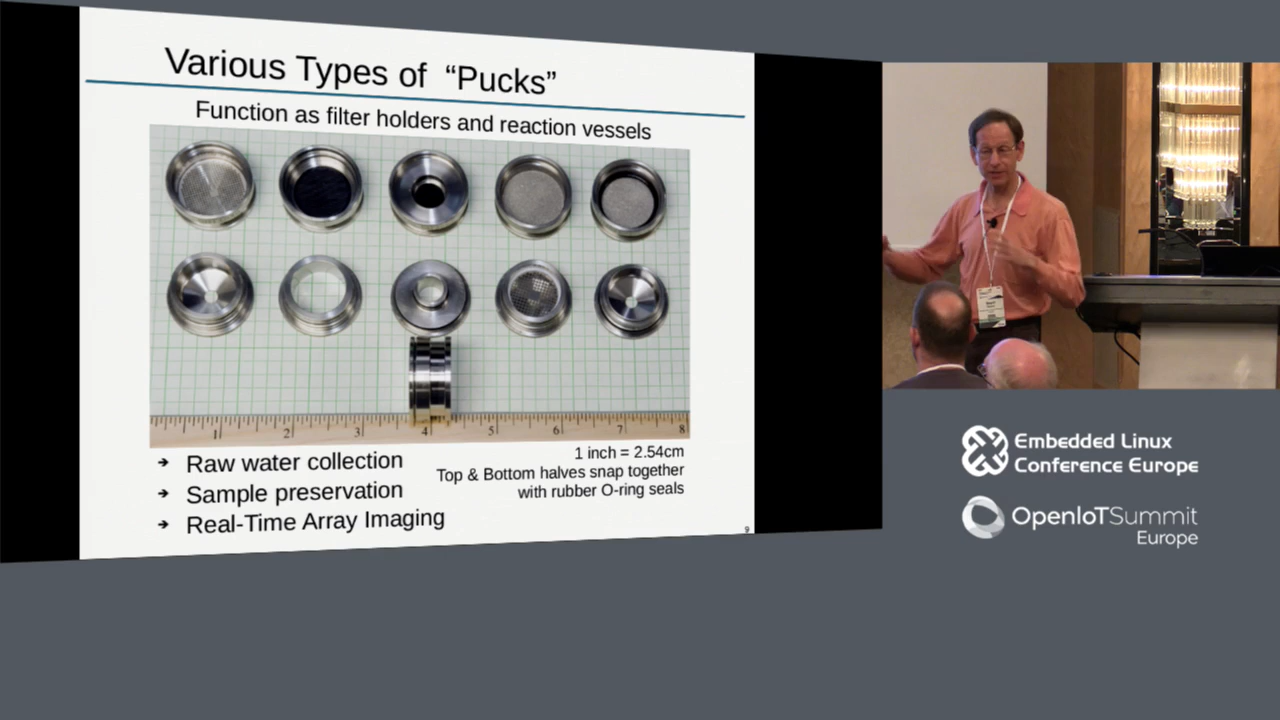 Various Types of “Pucks”
Function as filter holders and reaction vessels
1 2 3 4 5 6 7 8
➔ Raw water collection
➔ Sample preservation
➔ Real-Time Array Imaging
1 inch = 2.54cm
Top & Bottom halves snap together
with rubber O-ring seals
9
Embedded Linux
Conference Europe
OpenIoTSummit
Europe